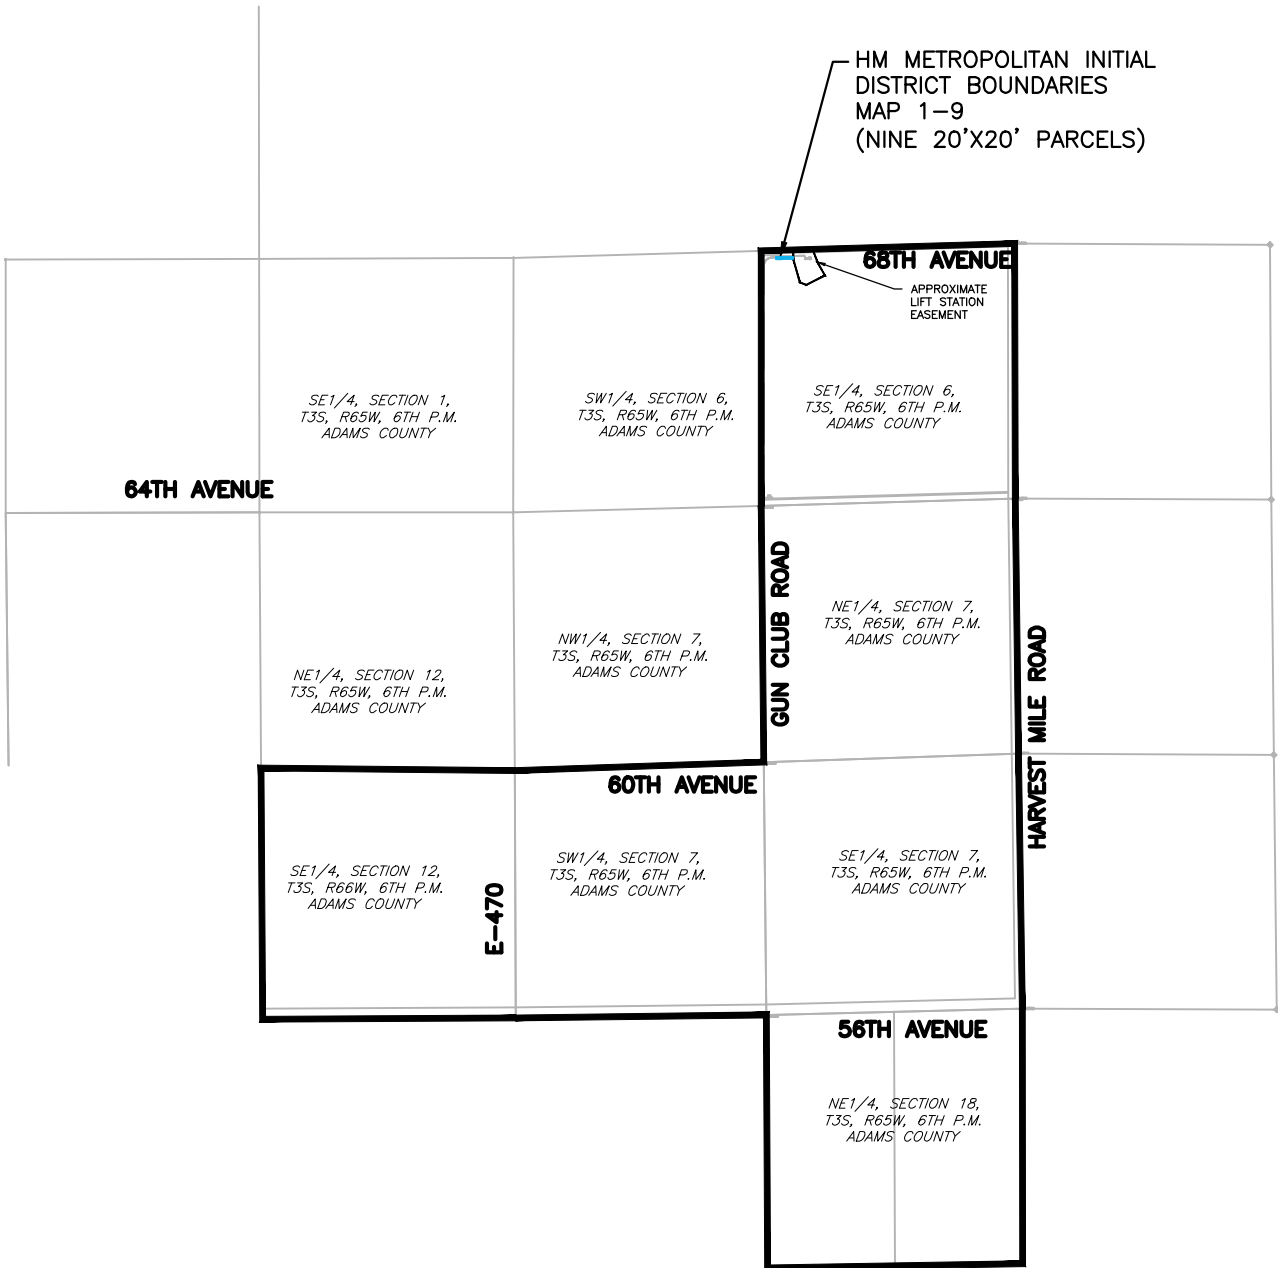 HM METROPOLITAN INITIAL
DISTRICT BOUNDARIES
MAP 1-9
(NINE 20'X20' PARCELS)
68TH AVENUE
APPROXIMATE
LIFT STATION
EASEMENT
SE1/4, SECTION 1,
T3S, R65W, 6TH P.M.
ADAMS COUNTY
SW1/4, SECTION 6,
T3S, R65W, 6TH P.M.
ADAMS COUNTY
SE1/4, SECTION 6,
T3S, R65W, 6TH P.M.
ADAMS COUNTY
64TH AVENUE
GUN CLUB ROAD
NE1/4, SECTION 7,
T3S, R65W, 6TH P.M.
ADAMS COUNTY
HARVEST MILE ROAD
NW1/4, SECTION 7,
T3S, R65W, 6TH P.M.
ADAMS COUNTY
NE1/4, SECTION 12,
T3S, R65W, 6TH P.M.
ADAMS COUNTY
60TH AVENUE
SE1/4, SECTION 12,
T3S, R66W, 6TH P.M.
ADAMS COUNTY
E-470
SW1/4, SECTION 7,
T3S, R65W, 6TH P.M.
ADAMS COUNTY
SE1/4, SECTION 7,
T3S, R65W, 6TH P.M.
ADAMS COUNTY
56TH AVENUE
NE1/4, SECTION 18,
T3S, R65W, 6TH P.M.
ADAMS COUNTY